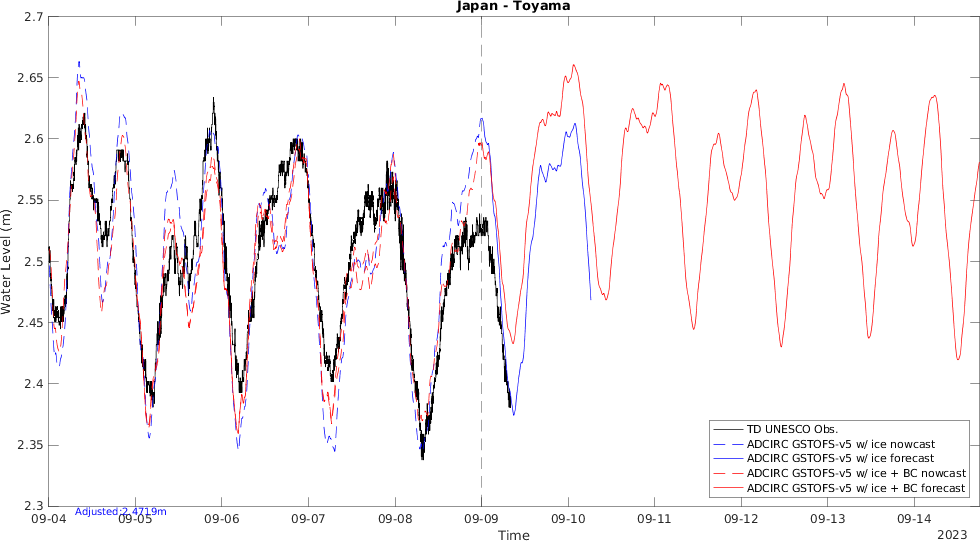 Japan - Toyama
2.7
2.65
2.6
2.55
2.5
2.45
2.4
2.35
2.3
Water Level (m)
TD UNESCO Obs.
ADCIRC GSTOFS-v5 w/ ice nowcast
ADCIRC GSTOFS-v5 w/ ice forecast
ADCIRC GSTOFS-v5 w/ ice + BC nowcast
ADCIRC GSTOFS-v5 w/ ice + BC forecast
Adjusted:2.4719m
09-04 09-05 09-06 09-07 09-08 09-09 09-10 09-11 09-12 09-13 09-14
Time
2023